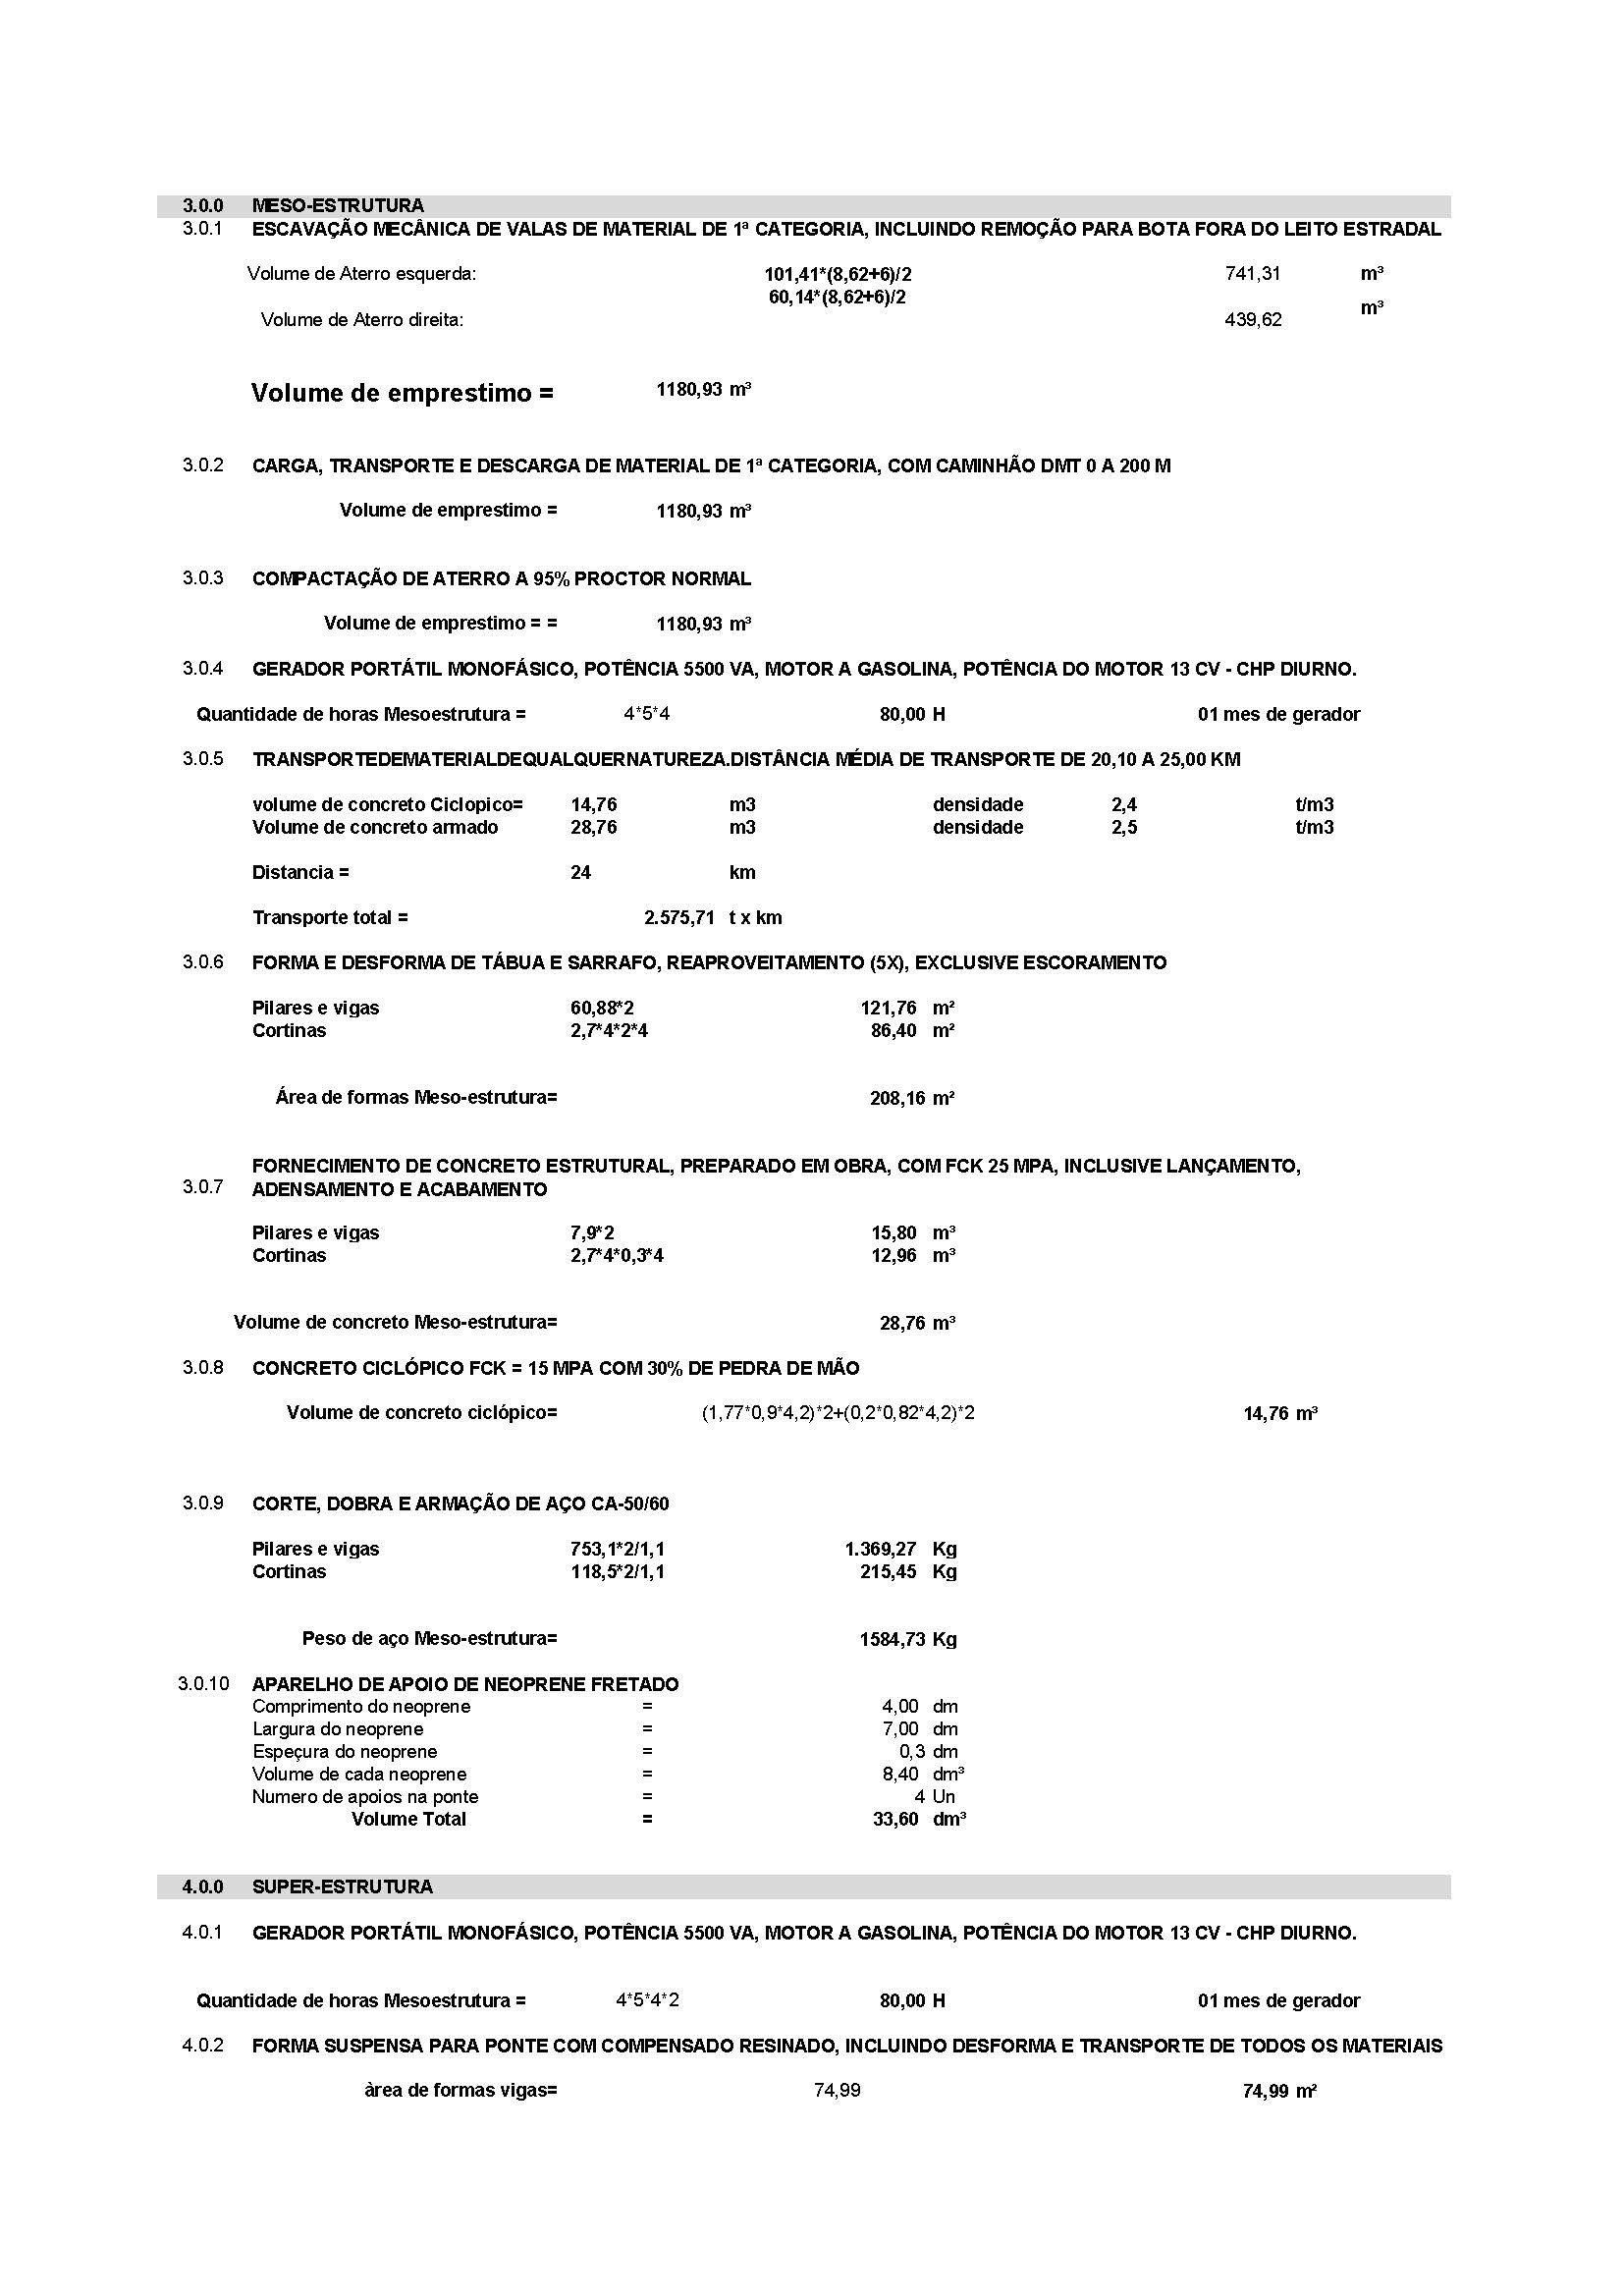 3.0.0 MESO-ESTRUTURA
3.0.1 ESCAVAÇÃO MECÂNICA DE VALAS DE MATERIAL DE 1ª CATEGORIA, INCLUINDO REMOÇÃO PARA BOTA FORA DO LEITO ESTRADAL
Volume de Aterro esquerda: 101,41*(8,62+6)/2 741,31 m³
60,14*(8,62+6)/2 m³
Volume de Aterro direita: 439,62
Volume de emprestimo = 1180,93 m³
3.0.2 CARGA, TRANSPORTE E DESCARGA DE MATERIAL DE 1ª CATEGORIA, COM CAMINHÃO DMT 0 A 200 M
Volume de emprestimo = 1180,93 m³
3.0.3 COMPACTAÇÃO DE ATERRO A 95% PROCTOR NORMAL
Volume de emprestimo = = 1180,93 m³
3.0.4 GERADOR PORTÁTIL MONOFÁSICO, POTÊNCIA 5500 VA, MOTOR A GASOLINA, POTÊNCIA DO MOTOR 13 CV - CHP DIURNO.
Quantidade de horas Mesoestrutura = 4*5*4 80,00 H 01 mes de gerador
3.0.5 TRANSPORTEDEMATERIALDEQUALQUERNATUREZA.DISTÂNCIA MÉDIA DE TRANSPORTE DE 20,10 A 25,00 KM
volume de concreto Ciclopico= 14,76 m3 densidade 2,4 t/m3
Volume de concreto armado 28,76 m3 densidade 2,5 t/m3
Distancia = 24 km
Transporte total = 2.575,71 t x km
3.0.6 FORMA E DESFORMA DE TÁBUA E SARRAFO, REAPROVEITAMENTO (5X), EXCLUSIVE ESCORAMENTO
Pilares e vigas 60,88*2 121,76 m²
Cortinas 2,7*4*2*4 86,40 m²
Área de formas Meso-estrutura= 208,16 m²
FORNECIMENTO DE CONCRETO ESTRUTURAL, PREPARADO EM OBRA, COM FCK 25 MPA, INCLUSIVE LANÇAMENTO,
3.0.7 ADENSAMENTO E ACABAMENTO
Pilares e vigas 7,9*2 15,80 m³
Cortinas 2,7*4*0,3*4 12,96 m³
Volume de concreto Meso-estrutura= 28,76 m³
3.0.8 CONCRETO CICLÓPICO FCK = 15 MPA COM 30% DE PEDRA DE MÃO
Volume de concreto ciclópico= (1,77*0,9*4,2)*2+(0,2*0,82*4,2)*2 14,76 m³
3.0.9 CORTE, DOBRA E ARMAÇÃO DE AÇO CA-50/60
Pilares e vigas 753,1*2/1,1 1.369,27 Kg
Cortinas 118,5*2/1,1 215,45 Kg
Peso de aço Meso-estrutura= 1584,73 Kg
3.0.10 APARELHO DE APOIO DE NEOPRENE FRETADO
Comprimento do neoprene = 4,00 dm
Largura do neoprene = 7,00 dm
Espeçura do neoprene = 0,3 dm
Volume de cada neoprene = 8,40 dm³
Numero de apoios na ponte = 4 Un
Volume Total = 33,60 dm³
4.0.0 SUPER-ESTRUTURA
4.0.1 GERADOR PORTÁTIL MONOFÁSICO, POTÊNCIA 5500 VA, MOTOR A GASOLINA, POTÊNCIA DO MOTOR 13 CV - CHP DIURNO.
Quantidade de horas Mesoestrutura = 4*5*4*2 80,00 H 01 mes de gerador
4.0.2 FORMA SUSPENSA PARA PONTE COM COMPENSADO RESINADO, INCLUINDO DESFORMA E TRANSPORTE DE TODOS OS MATERIAIS
àrea de formas vigas= 74,99 74,99 m²